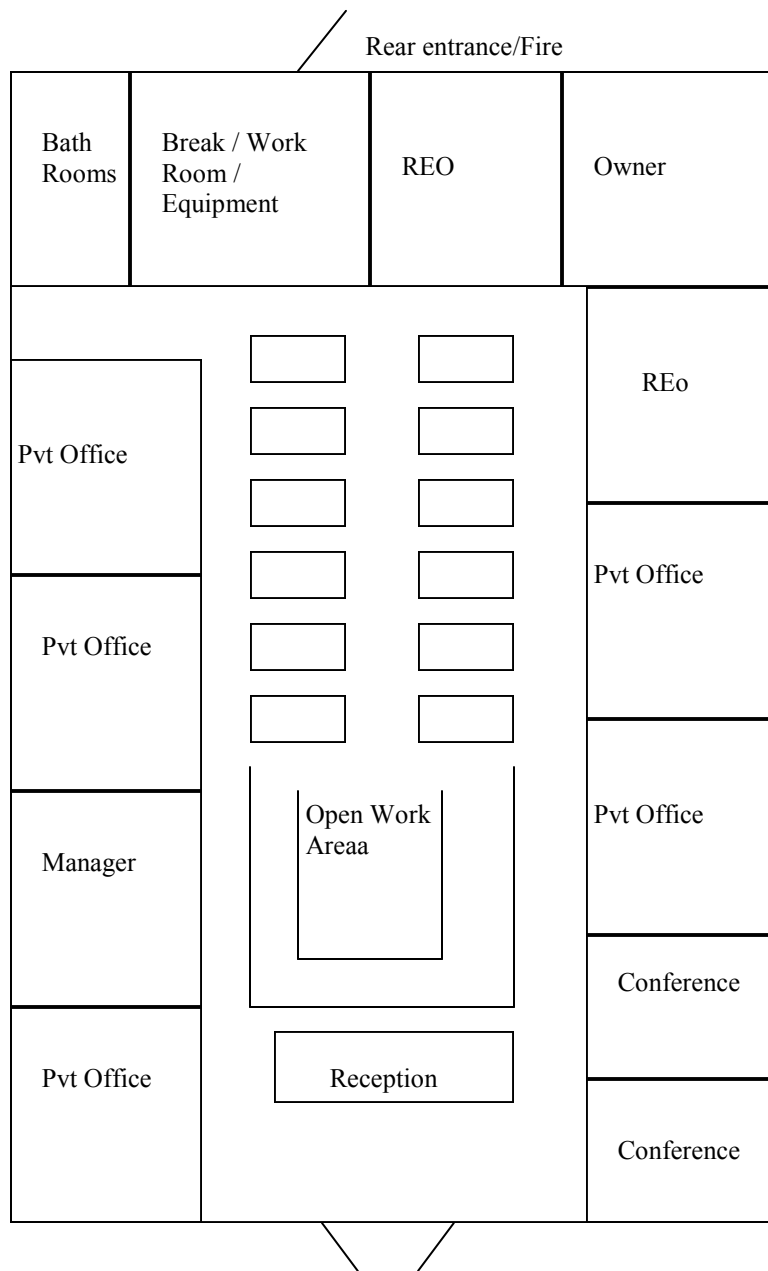 Rear entrance/Fire
Bath
Rooms
Break / Work
Room /
Equipment
REO
Owner
REo
Pvt Office
Pvt Office
Pvt Office
Open Work
Areaa
Pvt Office
Manager
Conference
Pvt Office
Reception
Conference